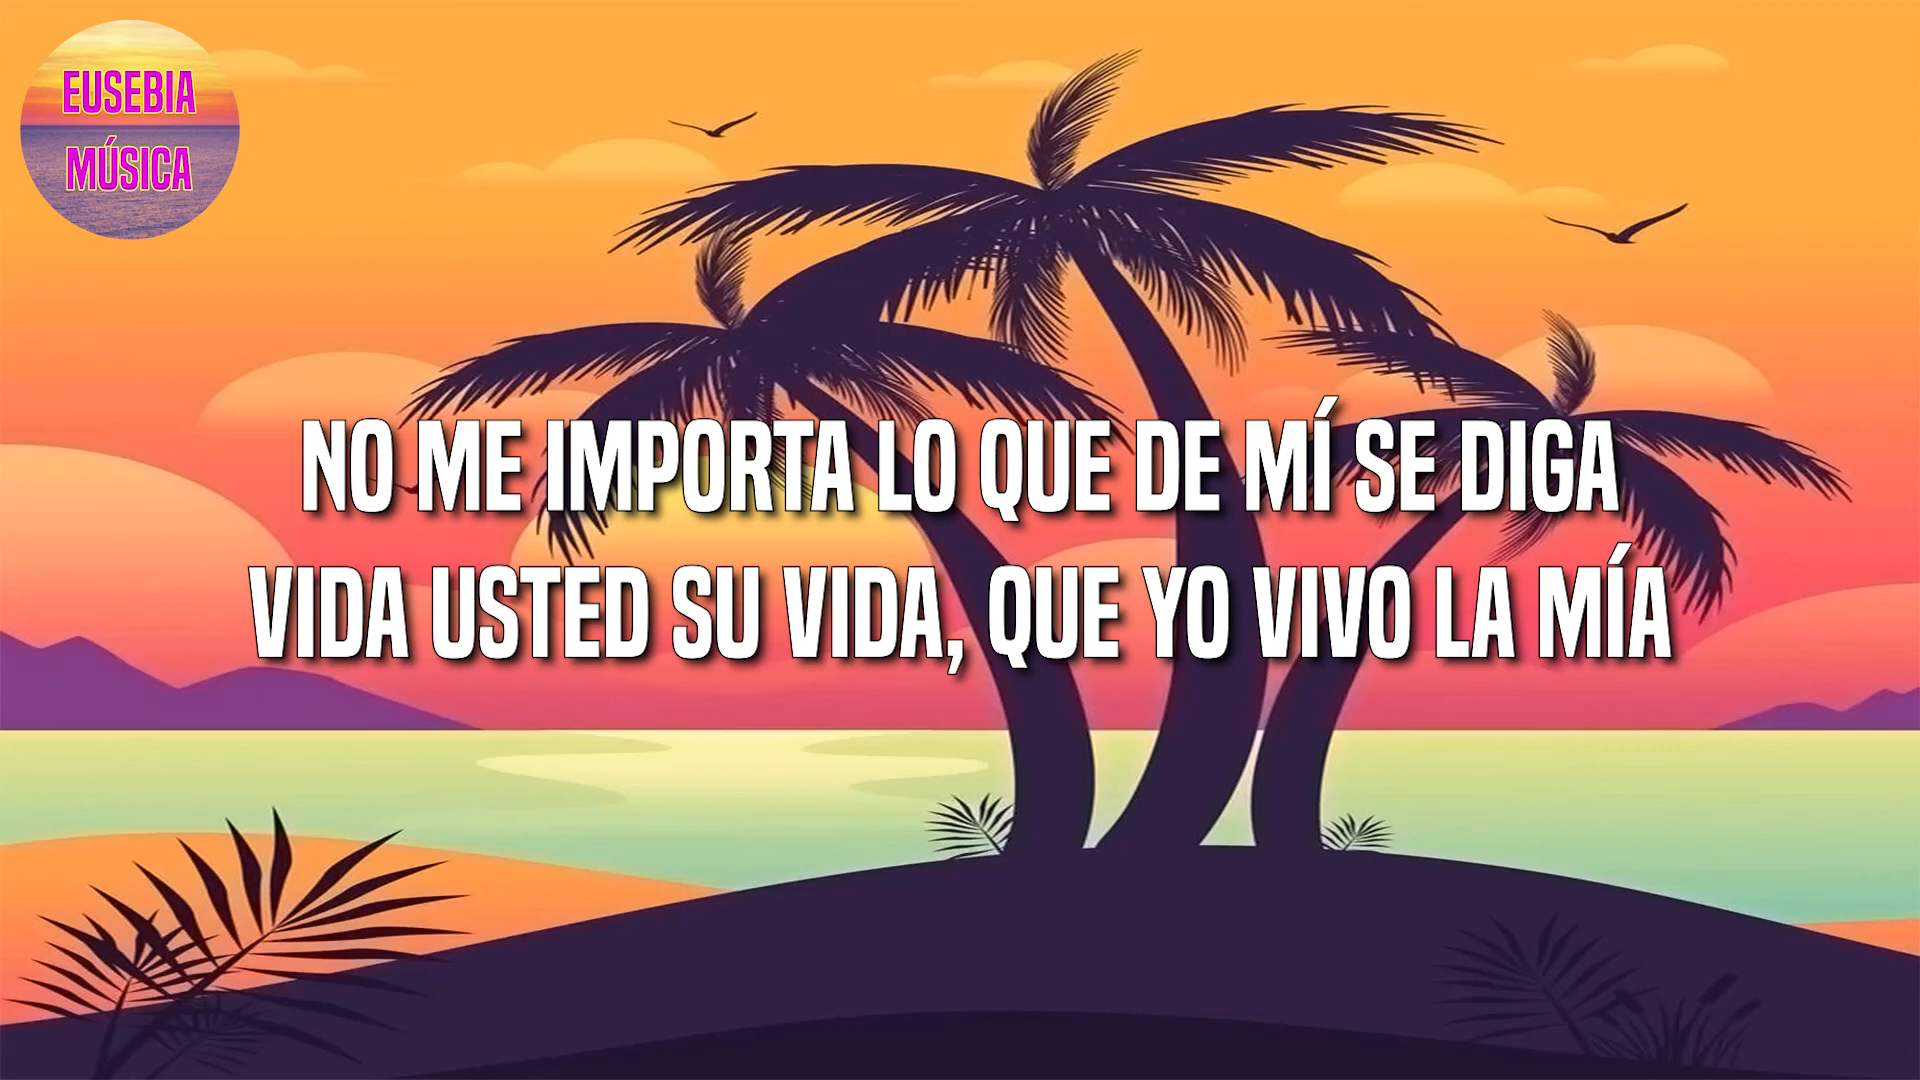 EUSEBIA
MÚSICA
NO ME IMPORTA LO QUE DE MÍ SE DIGA
VIDA USTED SU VIDA, QUE YO VIVO LA MÍA